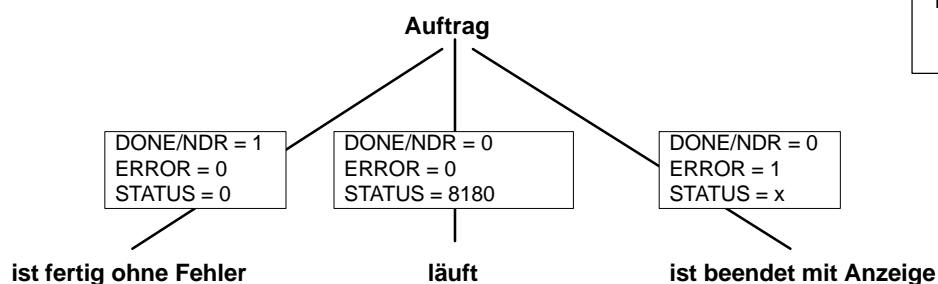 Auftrag
DONE/NDR = 1
ERROR = 0
STATUS = 0
DONE/NDR = 0
ERROR = 0
STATUS = 8180
DONE/NDR = 0
ERROR = 1
STATUS = x
ist fertig ohne Fehler
läuft
ist beendet mit Anzeige